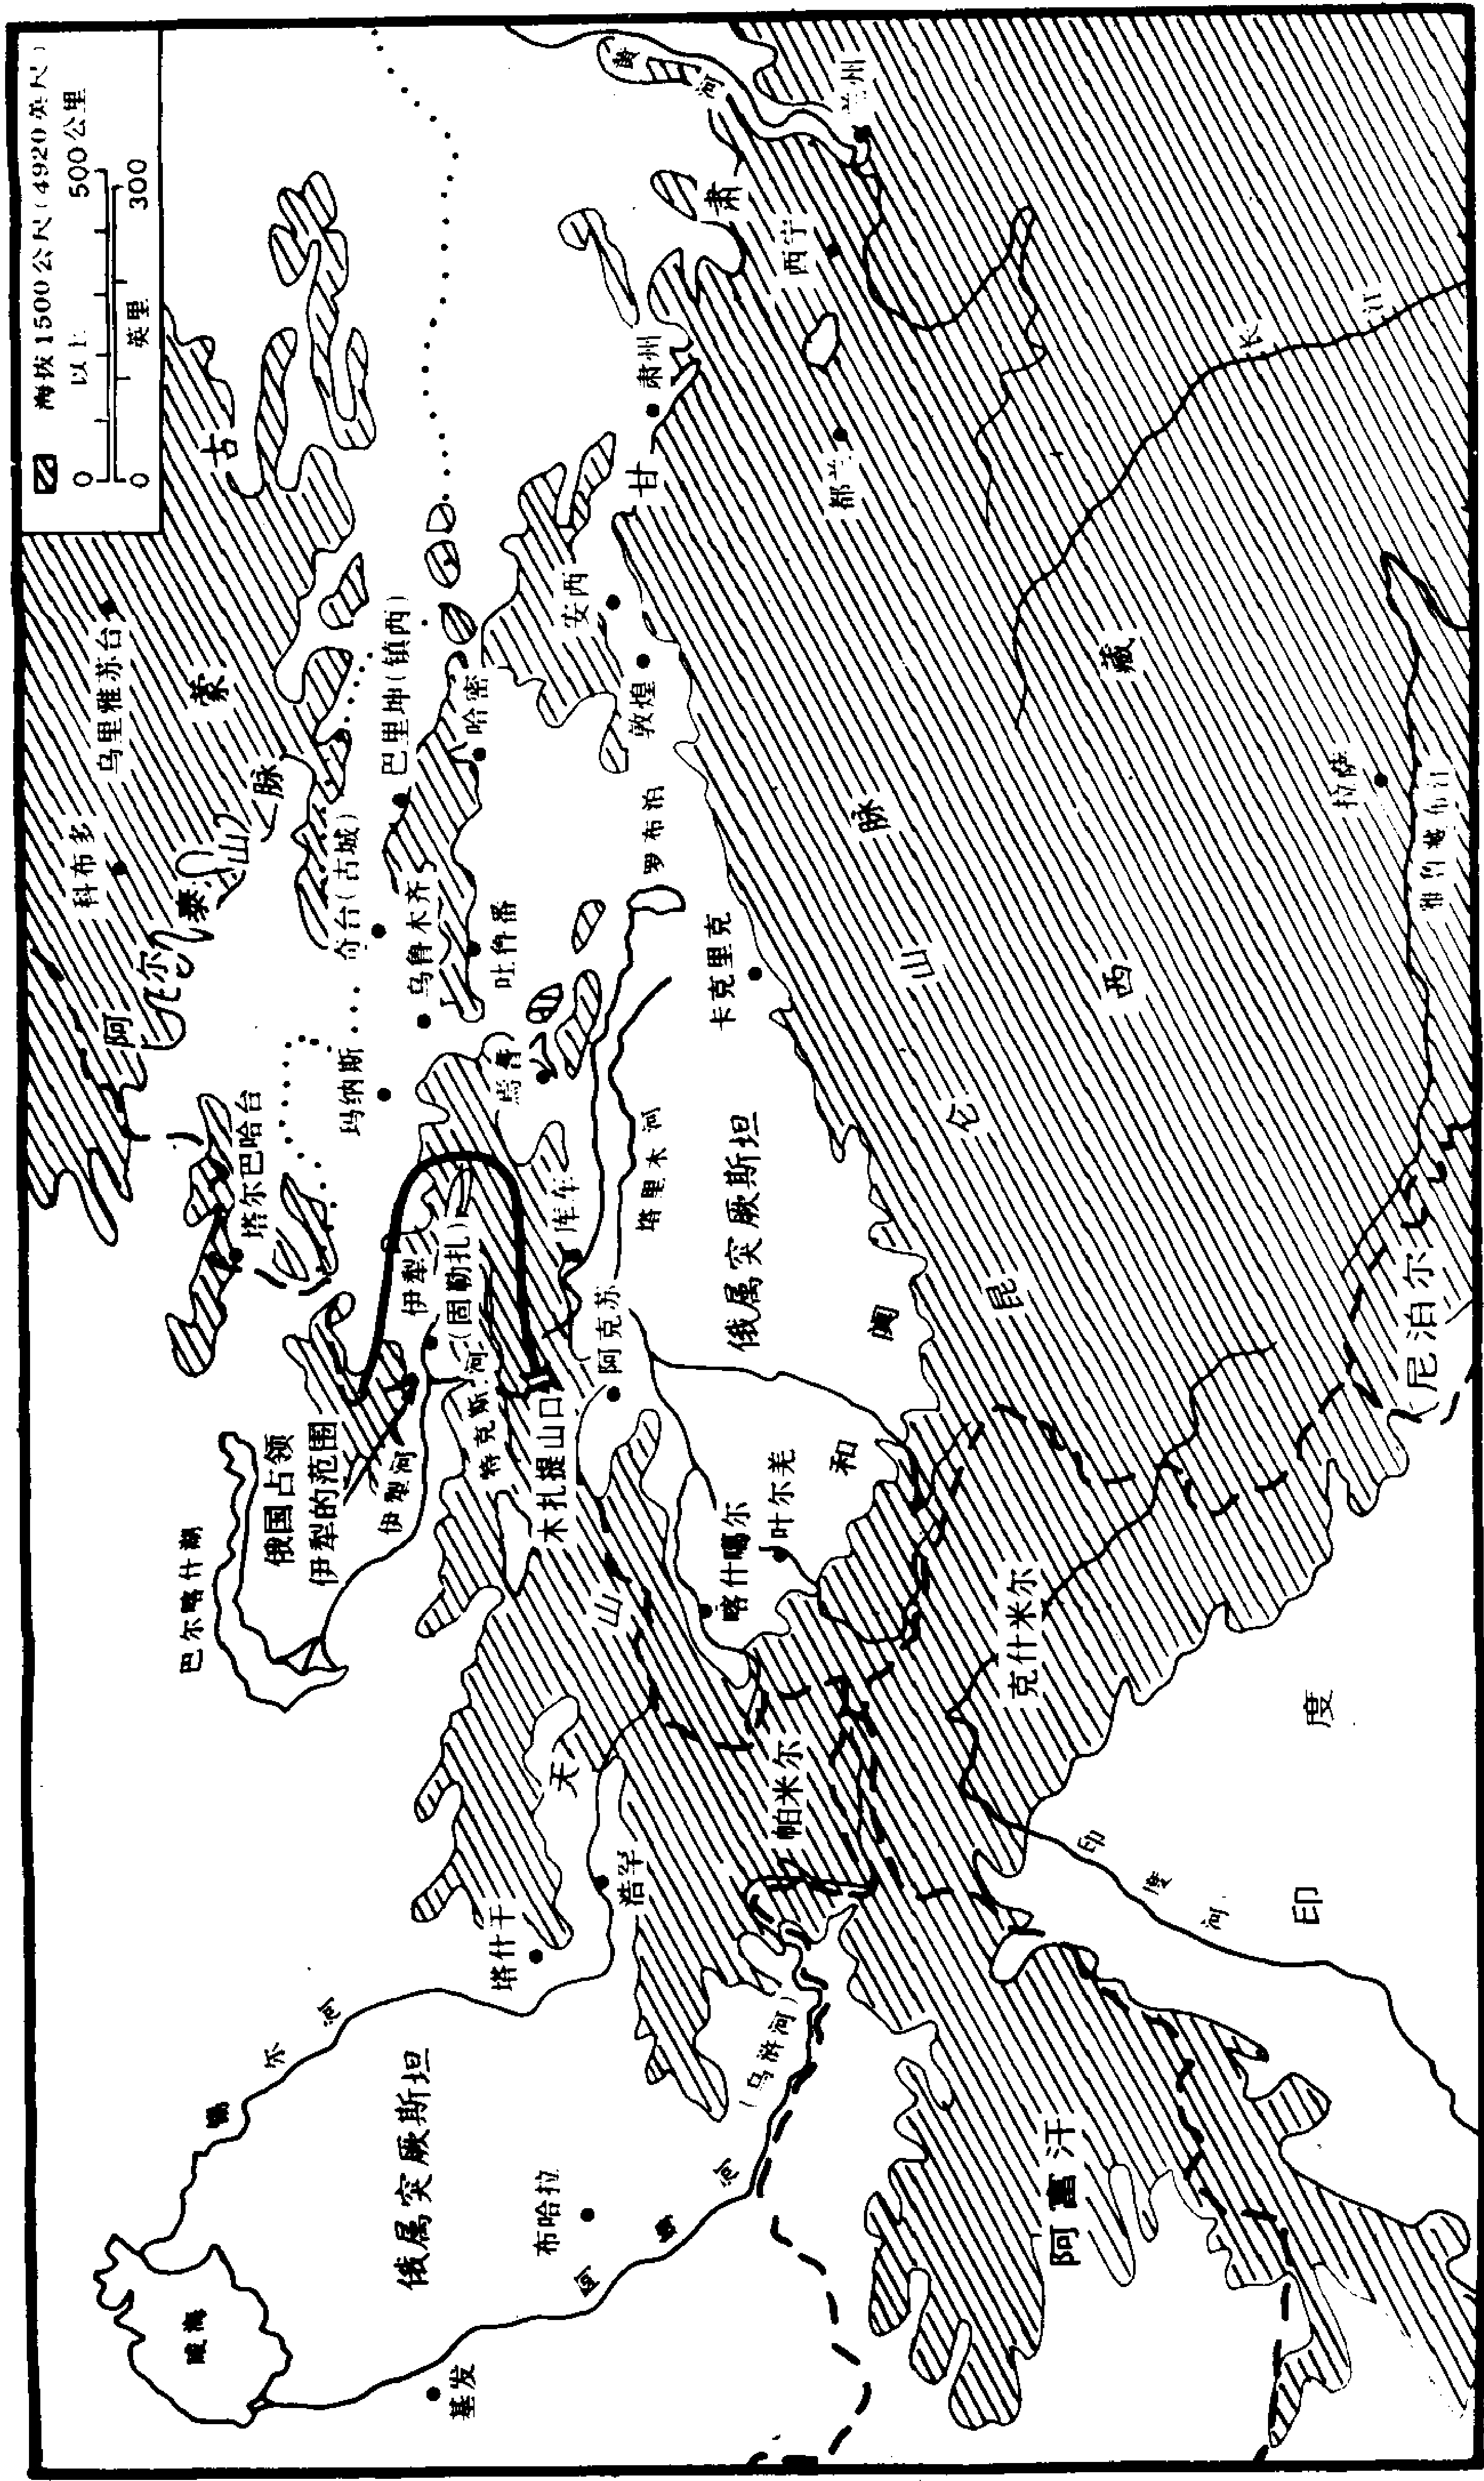 海拔1500公尺(4920英尺)
以上
0 500公里
0 英里 300
巴尔喀什湖
咸海
锡尔河
俄属突厥斯坦
布哈拉
基发
塔什干
浩罕
(乌浒河)
阿富汗
帕米尔
克什米尔
印度
印度河
天山
俄国占领
伊犁的范围
伊犁河
伊犁
(固勒扎)
特克斯河
木扎提山口
阿克苏
喀什噶尔
叶尔羌
和阗
库车
焉耆
塔里木河
俄属突厥斯坦
塔尔巴哈台
玛纳斯
乌鲁木齐
吐鲁番
奇台(古城)
巴里坤(镇西)
哈密
罗布泊
卡克里克
阿尔泰山脉
科布多
乌里雅苏台
蒙古
安西
敦煌
甘肃
肃州
西宁
兰州
都兰
昆仑山脉
西藏
拉萨
雅鲁藏布江
长江
尼泊尔